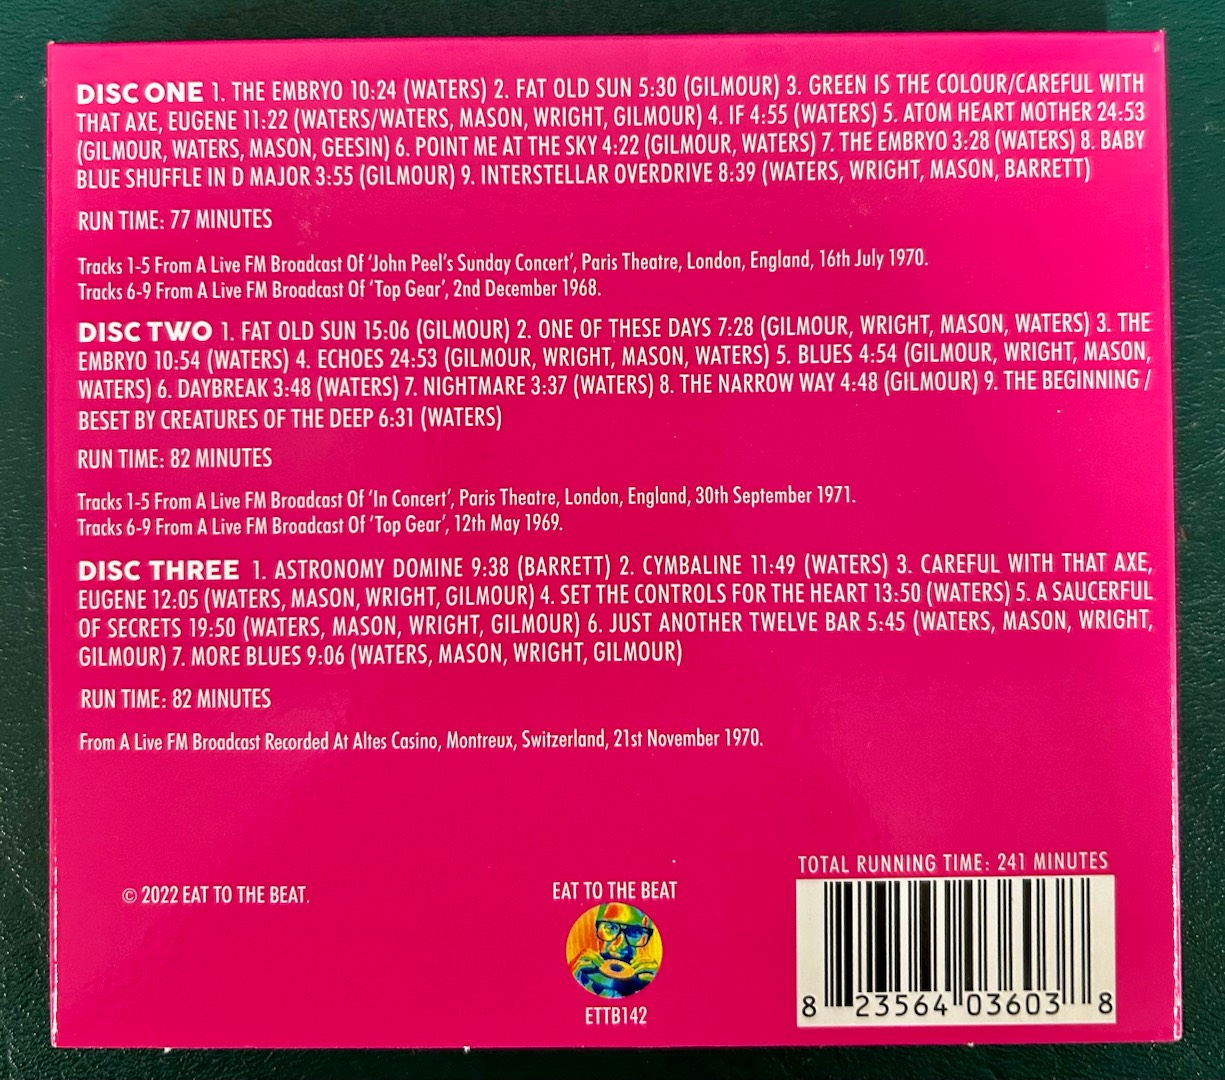 DISC ONE 1. THE EMBRYO 10:24 (WATERS) 2. FAT OLD SUN 5:30 (GILMOUR) 3. GREEN IS THE COLOUR/CAREFUL WITH
THAT AXE, EUGENE 11:22 (WATERS/WATERS, MASON, WRIGHT, GILMOUR) 4. IF 4:55 (WATERS) 5. ATOM HEART MOTHER 24:53
(GILMOUR, WATERS, MASON, GEESIN) 6. POINT ME AT THE SKY 4:22 (GILMOUR, WATERS) 7. THE EMBRYO 3:28 (WATERS) 8. BABY
BLUE SHUFFLE IN D MAJOR 3:55 (GILMOUR) 9. INTERSTELLAR OVERDRIVE 8:39 (WATERS, WRIGHT, MASON, BARRETT)
RUN TIME: 77 MINUTES
Tracks 1-5 From A Live FM Broadcast Of 'John Peel's Sunday Concert', Paris Theatre, London, England, 16th July 1970.
Tracks 6-9 From A Live FM Broadcast Of 'Top Gear', 2nd December 1968.
DISC TWO 1. FAT OLD SUN 15:06 (GILMOUR) 2. ONE OF THESE DAYS 7:28 (GILMOUR, WRIGHT, MASON, WATERS) 3. THE
EMBRYO 10:54 (WATERS) 4. ECHOES 24:53 (GILMOUR, WRIGHT, MASON, WATERS) 5. BLUES 4:54 (GILMOUR, WRIGHT, MASON,
WATERS) 6. DAYBREAK 3:48 (WATERS) 7. NIGHTMARE 3:37 (WATERS) 8. THE NARROW WAY 4:48 (GILMOUR) 9. THE BEGINNING /
BESET BY CREATURES OF THE DEEP 6:31 (WATERS)
RUN TIME: 82 MINUTES
Tracks 1-5 From A Live FM Broadcast Of 'In Concert', Paris Theatre, London, England, 30th September 1971.
Tracks 6-9 From A Live FM Broadcast Of 'Top Gear', 12th May 1969.
DISC THREE 1. ASTRONOMY DOMINE 9:38 (BARRETT) 2. CYMBALINE 11:49 (WATERS) 3. CAREFUL WITH THAT AXE,
EUGENE 12:05 (WATERS, MASON, WRIGHT, GILMOUR) 4. SET THE CONTROLS FOR THE HEART 13:50 (WATERS) 5. A SAUCERFUL
OF SECRETS 19:50 (WATERS, MASON, WRIGHT, GILMOUR) 6. JUST ANOTHER TWELVE BAR 5:45 (WATERS, MASON, WRIGHT,
GILMOUR) 7. MORE BLUES 9:06 (WATERS, MASON, WRIGHT, GILMOUR)
RUN TIME: 82 MINUTES
From A Live FM Broadcast Recorded At Altes Casino, Montreux, Switzerland, 21st November 1970.
TOTAL RUNNING TIME: 241 MINUTES
© 2022 EAT TO THE BEAT.
EAT TO THE BEAT
ETTB142
8 23564 03603 8